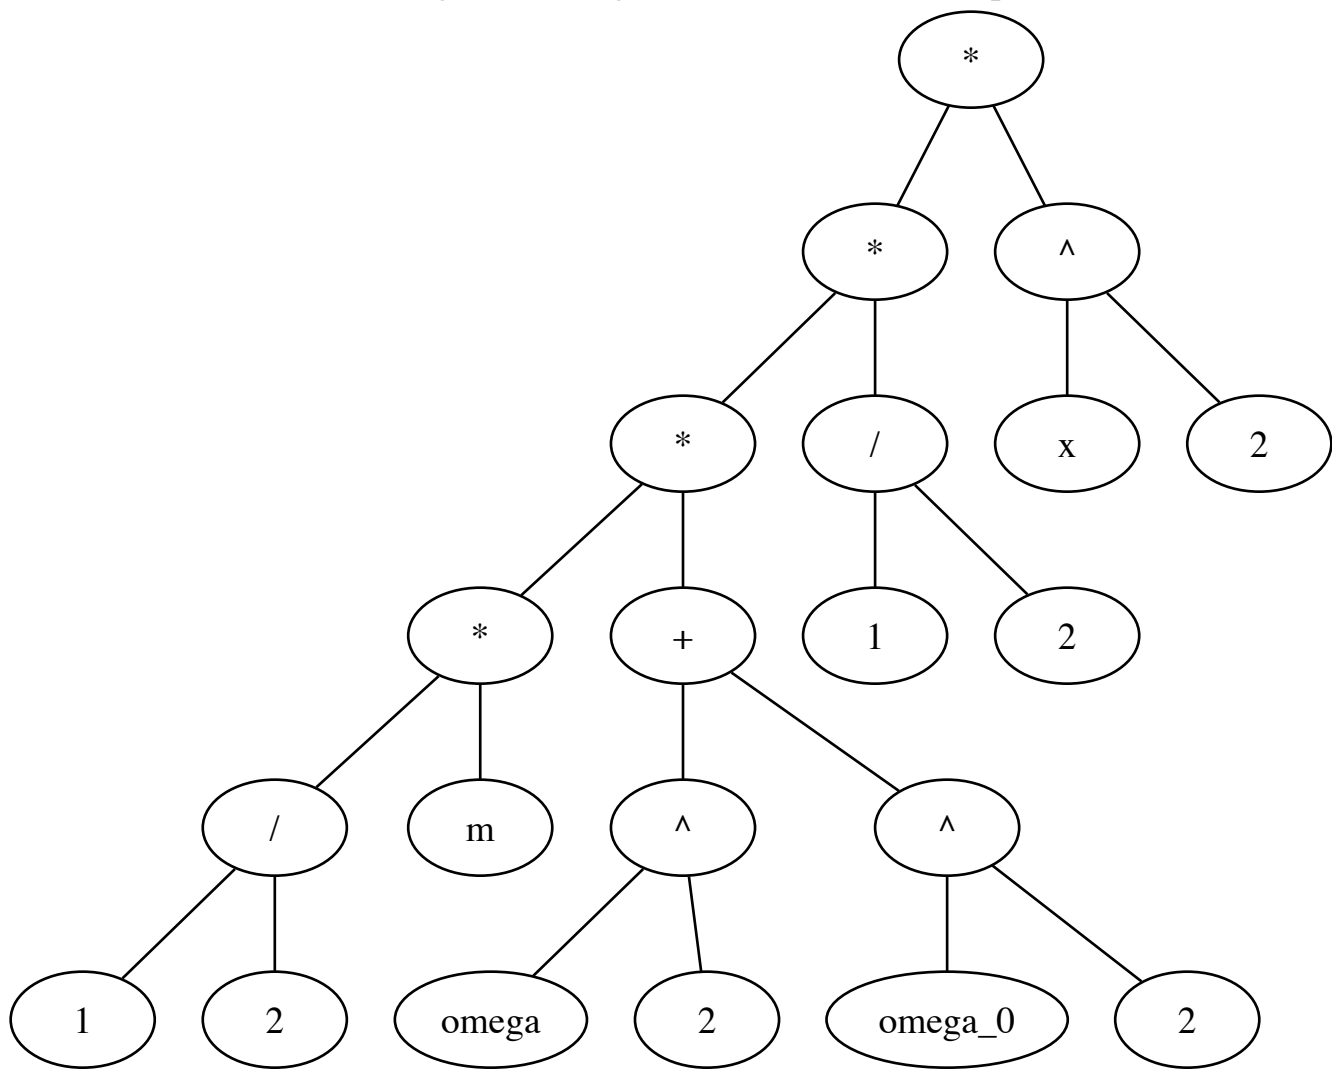 *
* ^
* / x 2
* + 1 2
/ m ^ ^
1 2 omega 2 omega_0 2